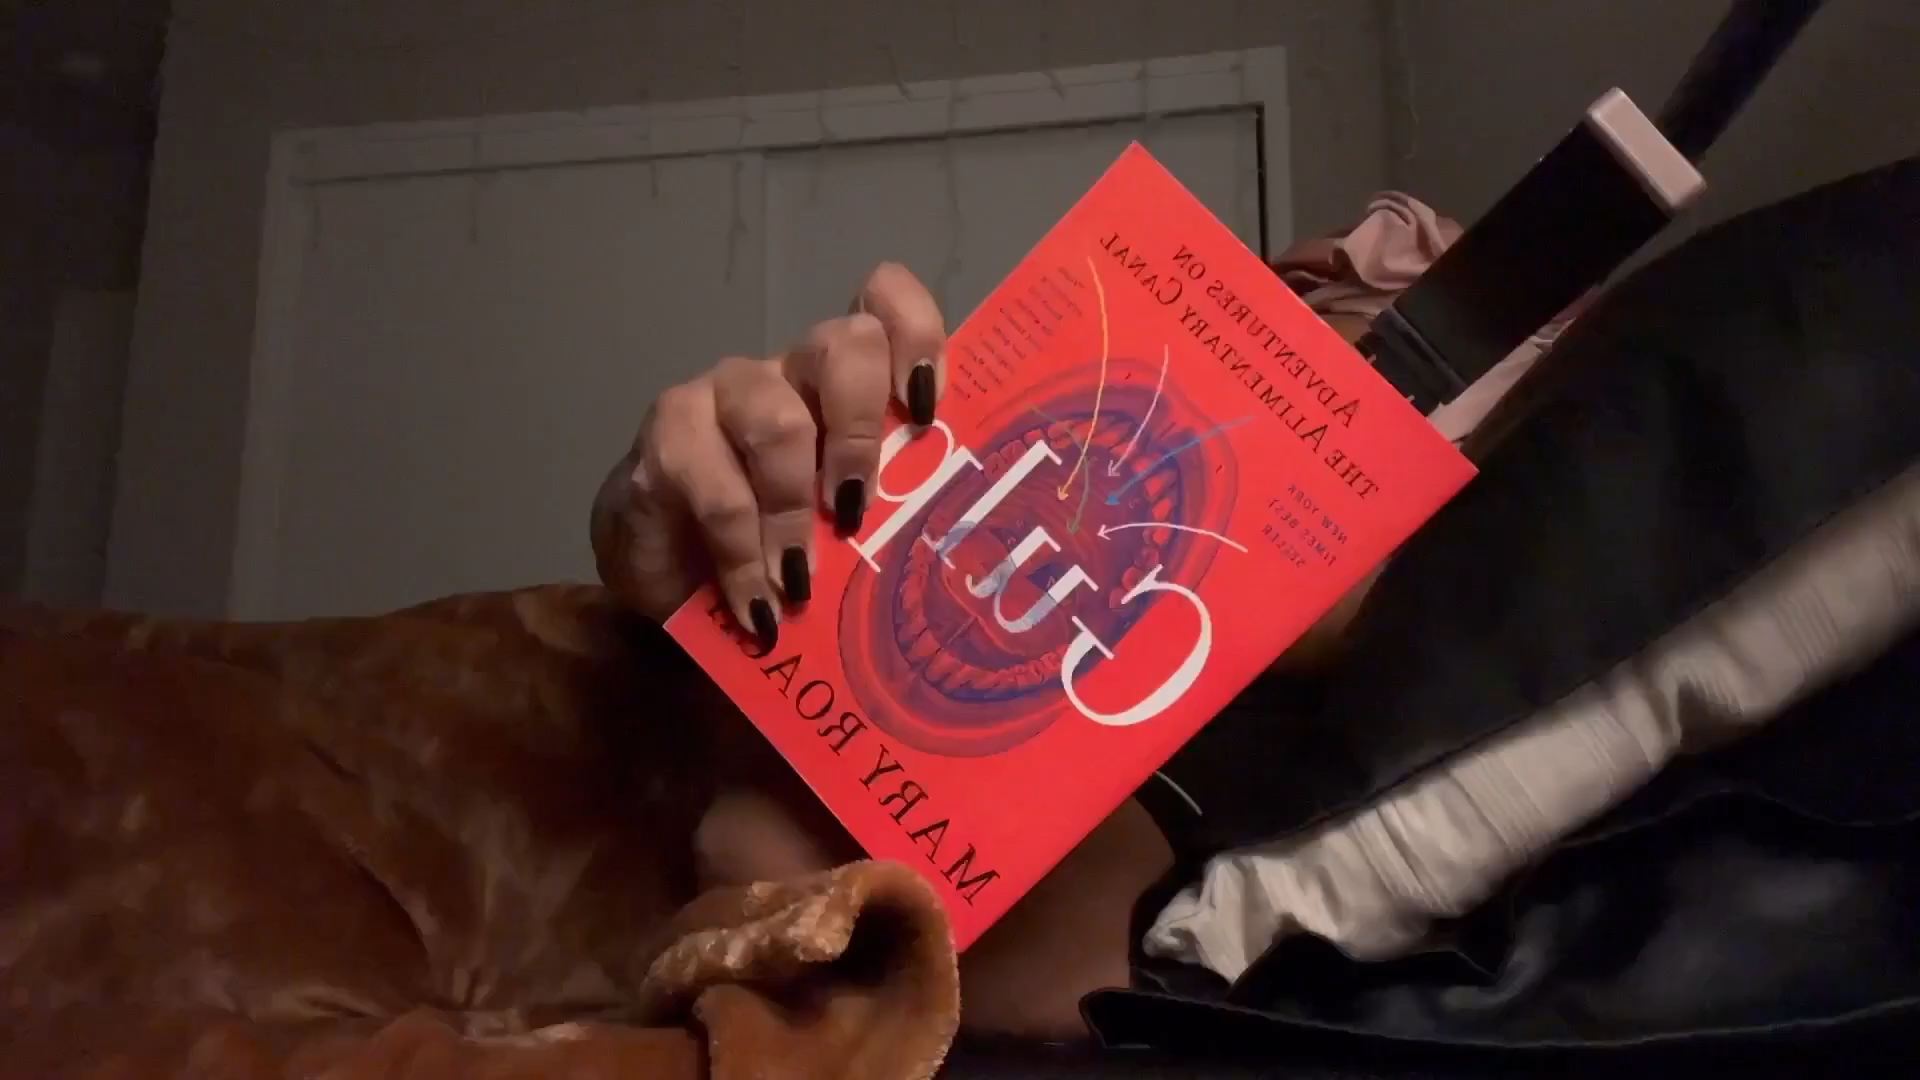 ADVENTURES ON
THE ALIMENTARY CANAL
NEW YORK
TIMES BEST
SELLER
Gulp
MARY ROACH